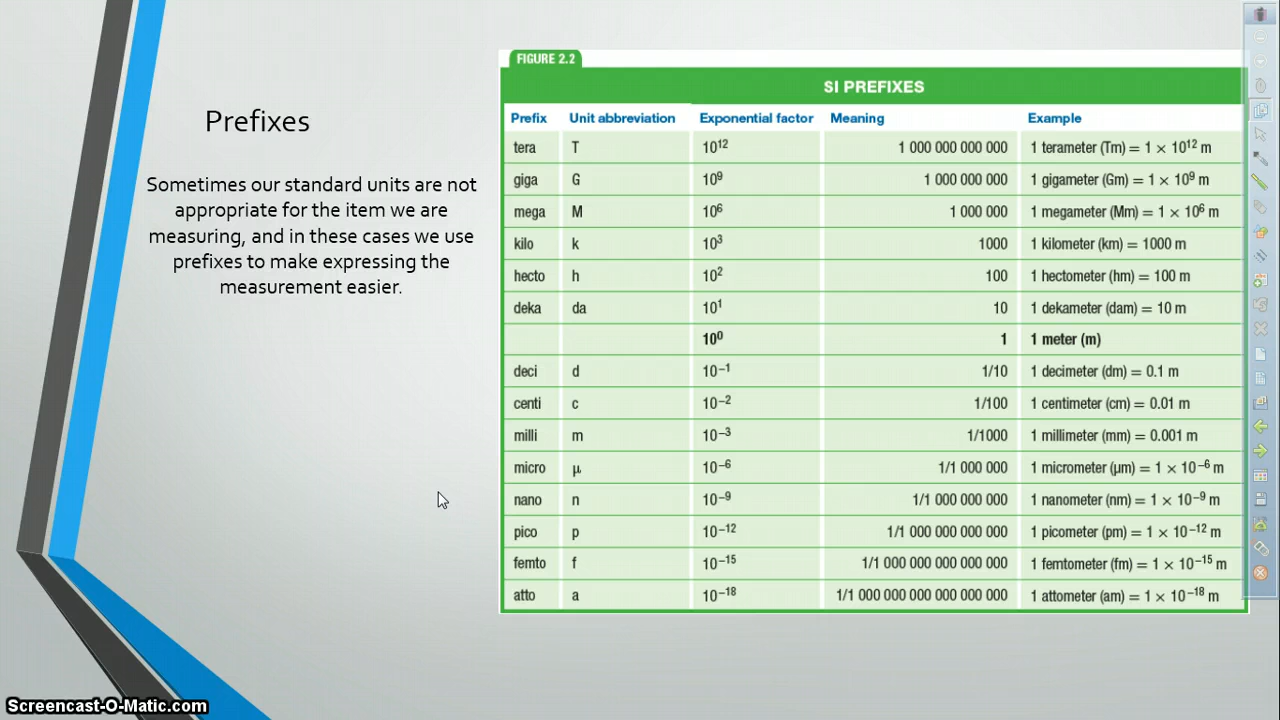 Prefixes
Sometimes our standard units are not
appropriate for the item we are
measuring, and in these cases we use
prefixes to make expressing the
measurement easier.
FIGURE 2.2
SI PREFIXES
Prefix Unit abbreviation Exponential factor Meaning Example
tera T 10¹² 1 000 000 000 000 1 terameter (Tm) = 1 × 10¹² m
giga G 10⁹ 1 000 000 000 1 gigameter (Gm) = 1 × 10⁹ m
mega M 10⁶ 1 000 000 1 megameter (Mm) = 1 × 10⁶ m
kilo k 10³ 1000 1 kilometer (km) = 1000 m
hecto h 10² 100 1 hectometer (hm) = 100 m
deka da 10¹ 10 1 dekameter (dam) = 10 m
10⁰ 1 1 meter (m)
deci d 10⁻¹ 1/10 1 decimeter (dm) = 0.1 m
centi c 10⁻² 1/100 1 centimeter (cm) = 0.01 m
milli m 10⁻³ 1/1000 1 millimeter (mm) = 0.001 m
micro μ 10⁻⁶ 1/1 000 000 1 micrometer (μm) = 1 × 10⁻⁶ m
nano n 10⁻⁹ 1/1 000 000 000 1 nanometer (nm) = 1 × 10⁻⁹ m
pico p 10⁻¹² 1/1 000 000 000 000 1 picometer (pm) = 1 × 10⁻¹² m
femto f 10⁻¹⁵ 1/1 000 000 000 000 000 1 femtometer (fm) = 1 × 10⁻¹⁵ m
atto a 10⁻¹⁸ 1/1 000 000 000 000 000 000 1 attometer (am) = 1 × 10⁻¹⁸ m
Screencast-O-Matic.com